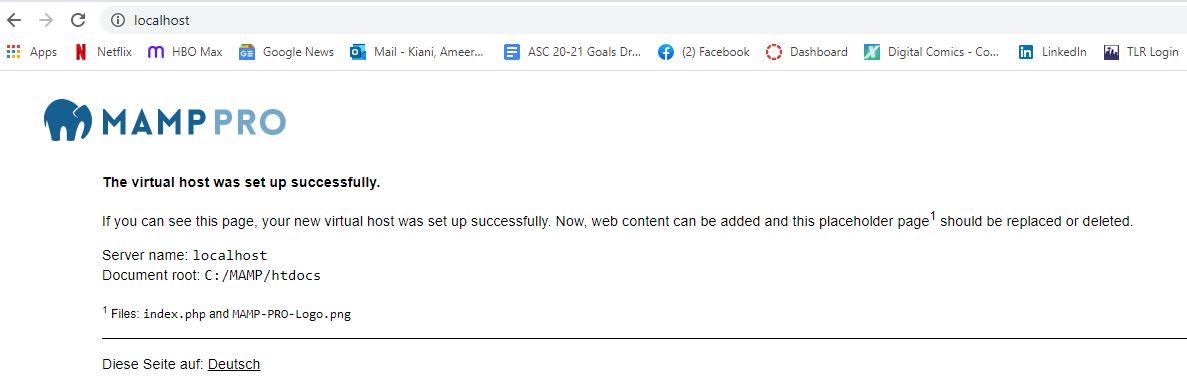 localhost
Apps Netflix HBO Max Google News Mail - Kiani, Ameer... ASC 20-21 Goals Dr... (2) Facebook Dashboard Digital Comics - Co... LinkedIn TLR Login
MAMP PRO
The virtual host was set up successfully.
If you can see this page, your new virtual host was set up successfully. Now, web content can be added and this placeholder page1 should be replaced or deleted.
Server name: localhost
Document root: C:/MAMP/htdocs
1 Files: index.php and MAMP-PRO-Logo.png
Diese Seite auf: Deutsch